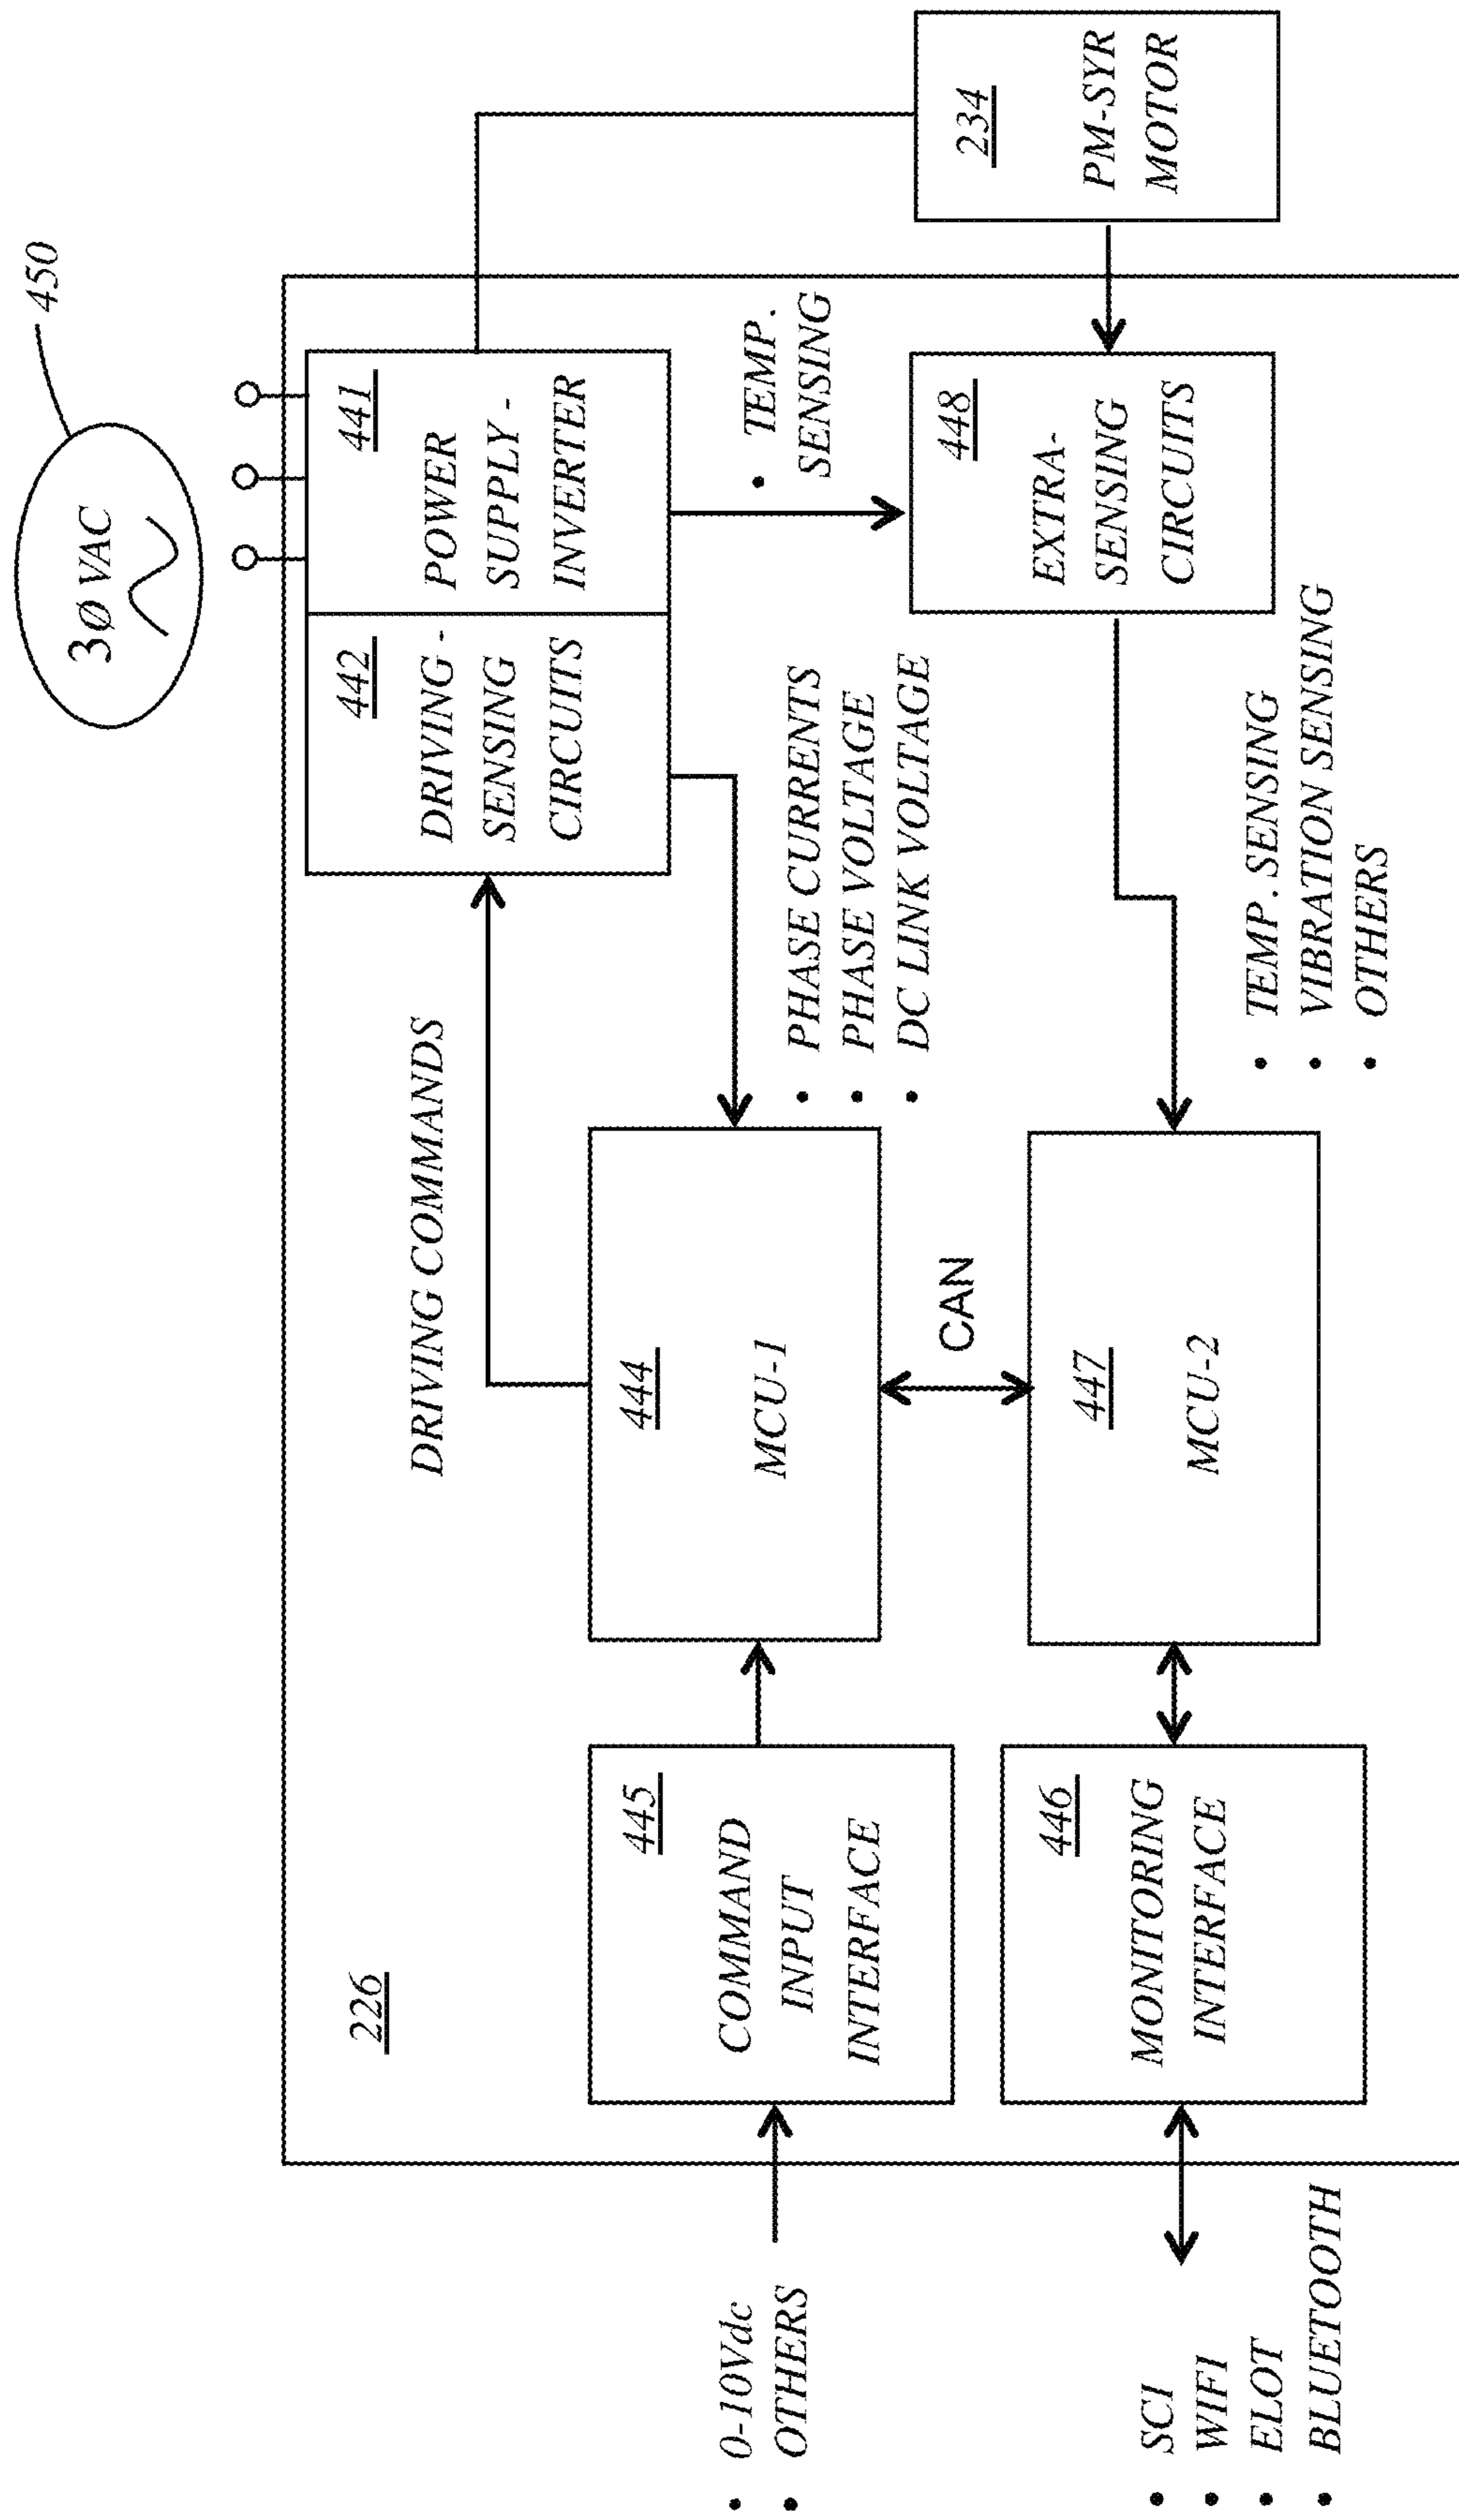 450
3Ø VAC
226
DRIVING COMMANDS
442
DRIVING -
SENSING
CIRCUITS
441
POWER
SUPPLY -
INVERTER
• 0-10Vdc
• OTHERS
445
COMMAND
INPUT
INTERFACE
444
MCU-1
• PHASE CURRENTS
• PHASE VOLTAGE
• DC LINK VOLTAGE
• TEMP.
SENSING
CAN
• SCI
• WIFI
• ELOT
• BLUETOOTH
446
MONITORING
INTERFACE
447
MCU-2
• TEMP. SENSING
• VIBRATION SENSING
• OTHERS
448
EXTRA-
SENSING
CIRCUITS
234
PM-SYR
MOTOR